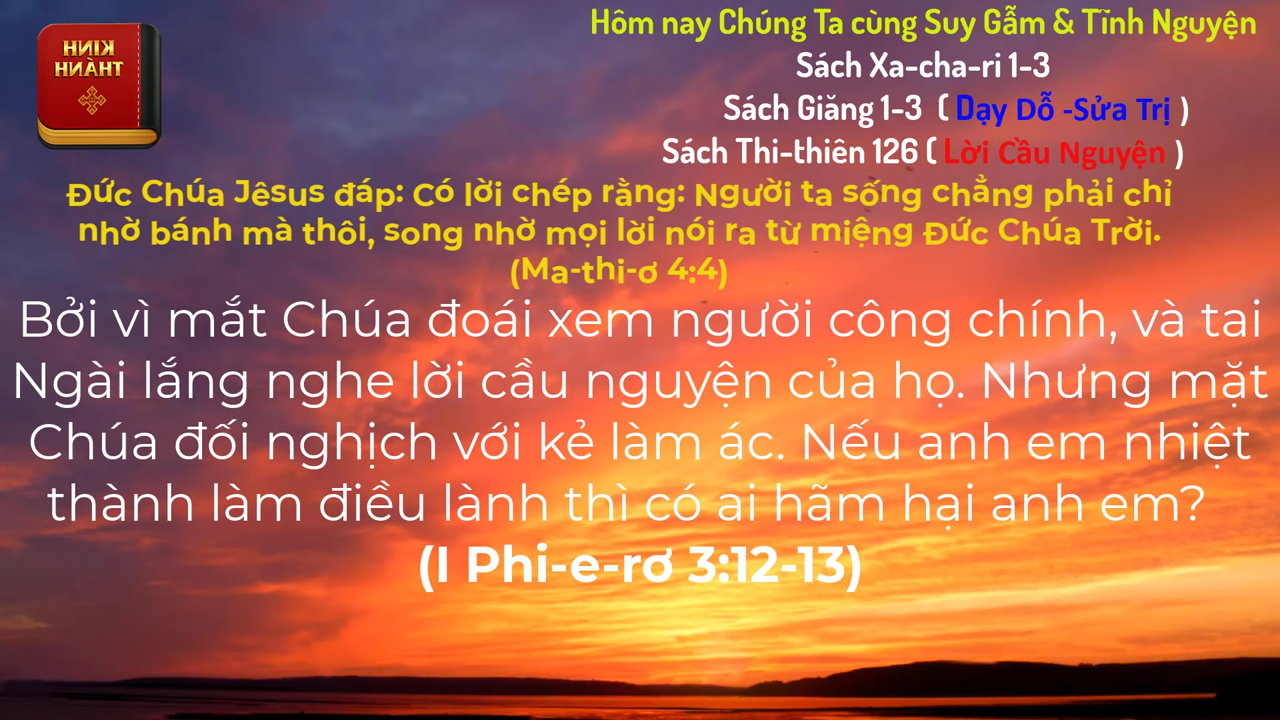 KINH
THÀNH
Hôm nay Chúng Ta cùng Suy Gẫm & Tĩnh Nguyện
Sách Xa-cha-ri 1-3
Sách Giăng 1-3 ( Dạy Dỗ -Sửa Trị )
Sách Thi-thiên 126 ( Lời Cầu Nguyện )
Đức Chúa Jêsus đáp: Có lời chép rằng: Người ta sống chẳng phải chỉ
nhờ bánh mà thôi, song nhờ mọi lời nói ra từ miệng Đức Chúa Trời.
(Ma-thi-ơ 4:4)
Bởi vì mắt Chúa đoái xem người công chính, và tai
Ngài lắng nghe lời cầu nguyện của họ. Nhưng mặt
Chúa đối nghịch với kẻ làm ác. Nếu anh em nhiệt
thành làm điều lành thì có ai hãm hại anh em?
(I Phi-e-rơ 3:12-13)